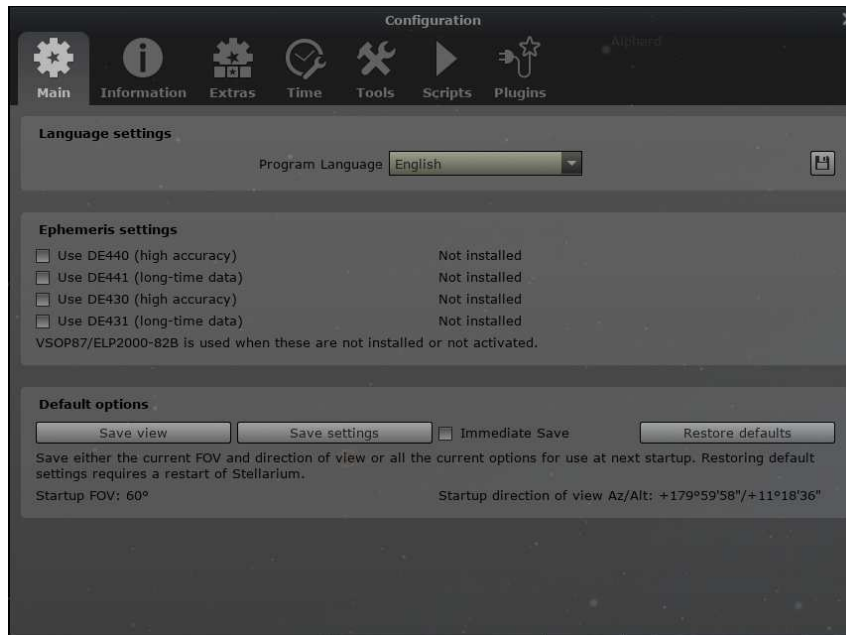 Configuration
Alphard
Main Information Extras Time Tools Scripts Plugins
Language settings
Program Language English
Ephemeris settings
Use DE440 (high accuracy) Not installed
Use DE441 (long-time data) Not installed
Use DE430 (high accuracy) Not installed
Use DE431 (long-time data) Not installed
VSOP87/ELP2000-82B is used when these are not installed or not activated.
Default options
Save view Save settings Immediate Save Restore defaults
Save either the current FOV and direction of view or all the current options for use at next startup. Restoring default
settings requires a restart of Stellarium.
Startup FOV: 60° Startup direction of view Az/Alt: +179°59'58"/+11°18'36"